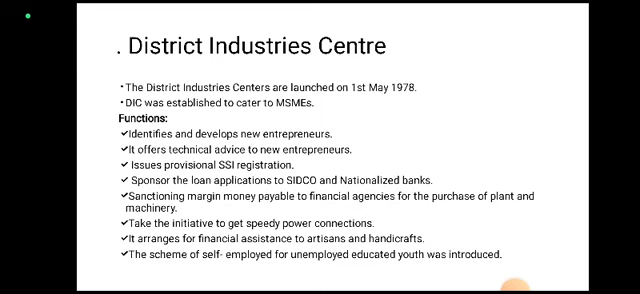 . District Industries Centre
•The District Industries Centers are launched on 1st May 1978.
•DIC was established to cater to MSMEs.
Functions:
✓Identifies and develops new entrepreneurs.
✓It offers technical advice to new entrepreneurs.
✓ Issues provisional SSI registration.
✓ Sponsor the loan applications to SIDCO and Nationalized banks.
✓Sanctioning margin money payable to financial agencies for the purchase of plant and
machinery.
✓Take the initiative to get speedy power connections.
✓It arranges for financial assistance to artisans and handicrafts.
✓The scheme of self- employed for unemployed educated youth was introduced.